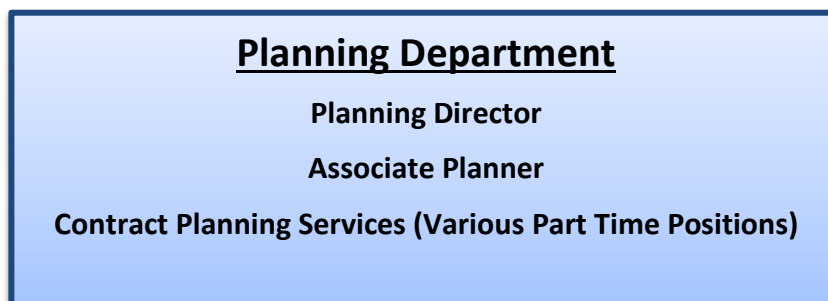 Planning Department
Planning Director
Associate Planner
Contract Planning Services (Various Part Time Positions)